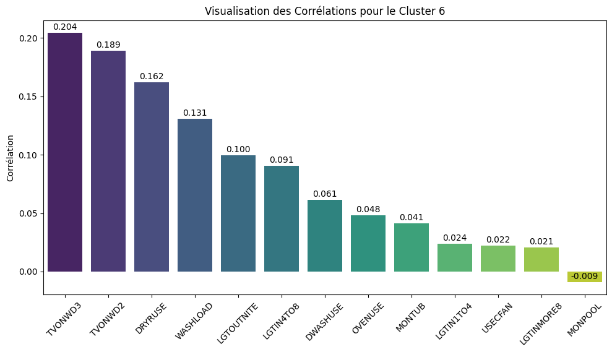 Visualisation des Corrélations pour le Cluster 6
Corrélation
0.20
0.15
0.10
0.05
0.00
0.204
0.189
0.162
0.131
0.100
0.091
0.061
0.048
0.041
0.024
0.022
0.021
-0.009
TVONWD3
TVONWD2
DRYRUSE
WASHLOAD
LGTOUTNITE
LGTIN4TO8
DWASHUSE
OVENUSE
MONTUB
LGTIN1TO4
USECFAN
LGTINMORE8
MONPOOL